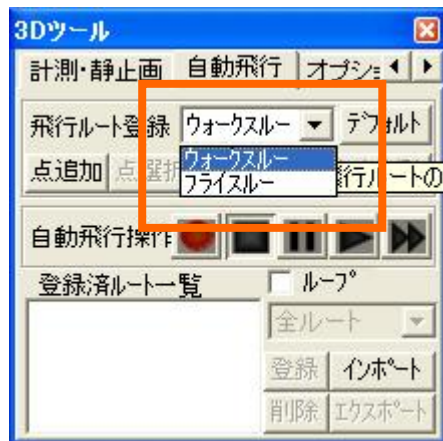 3Dツール
計測・静止画 自動飛行 オプショ
飛行ルート登録 ウォークスルー デフォルト
ウォークスルー
点追加 点選択 飛行ルートの
フライスルー
自動飛行操作
登録済ルート一覧 ループ
全ルート
登録 インポート
削除 エクスポート